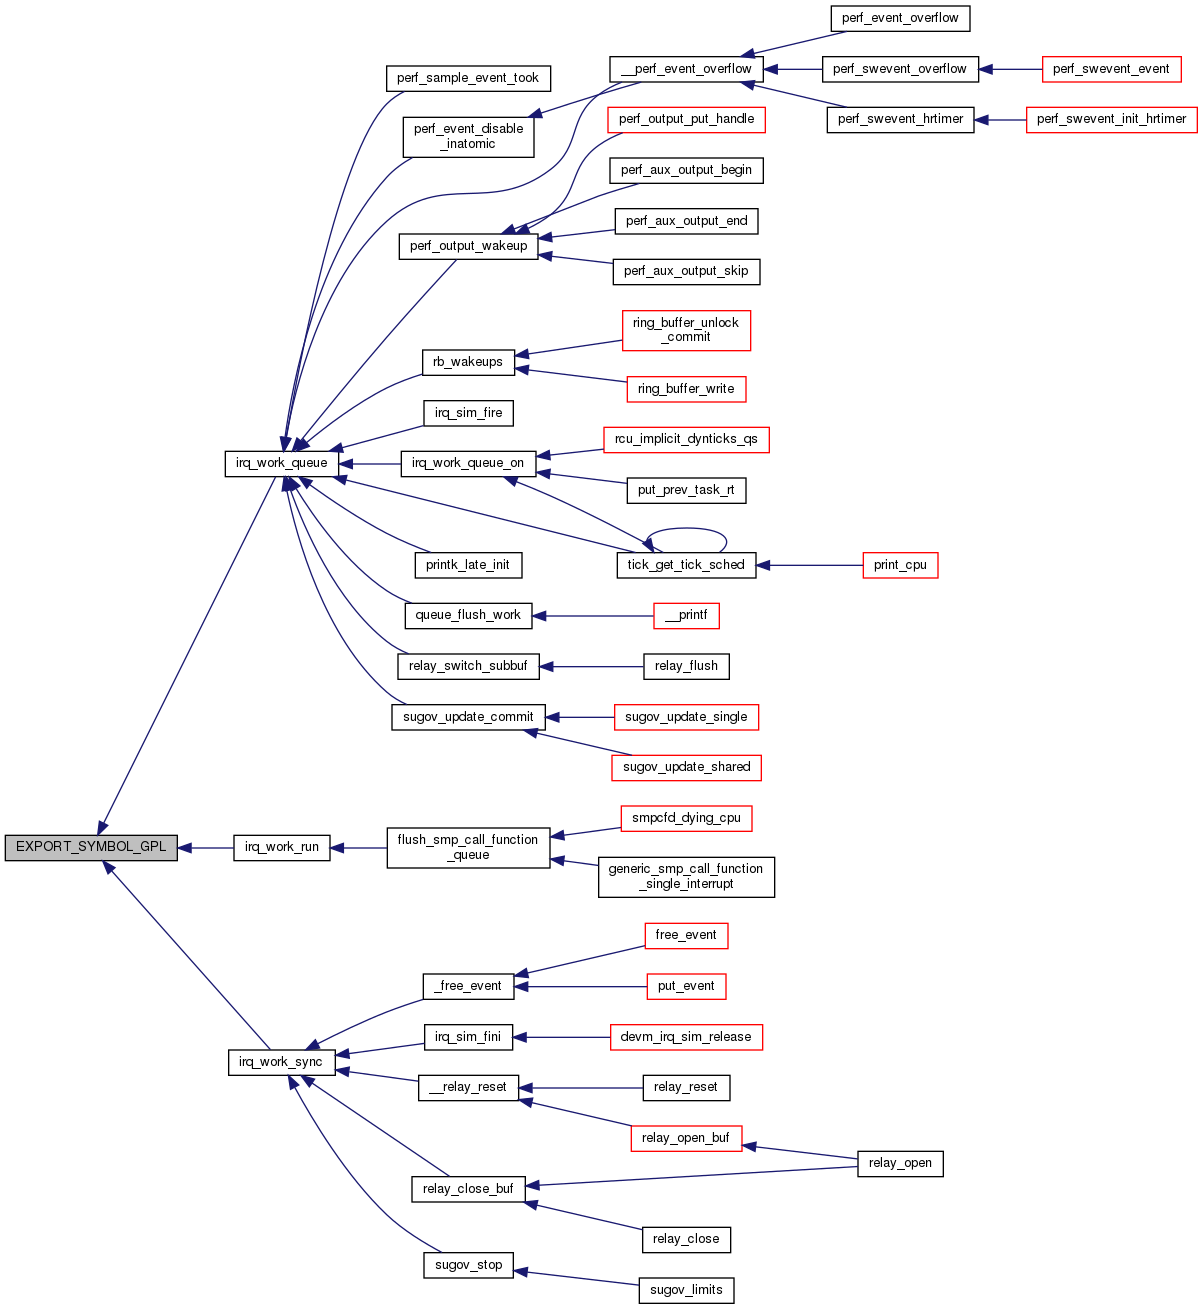 perf_event_overflow
__perf_event_overflow
perf_swevent_overflow
perf_swevent_event
perf_sample_event_took
perf_swevent_hrtimer
perf_swevent_init_hrtimer
perf_output_put_handle
perf_event_disable
_inatomic
perf_aux_output_begin
perf_aux_output_end
perf_output_wakeup
perf_aux_output_skip
ring_buffer_unlock
_commit
rb_wakeups
ring_buffer_write
irq_sim_fire
rcu_implicit_dynticks_qs
irq_work_queue
irq_work_queue_on
put_prev_task_rt
printk_late_init
tick_get_tick_sched
print_cpu
queue_flush_work
__printf
relay_switch_subbuf
relay_flush
sugov_update_commit
sugov_update_single
sugov_update_shared
smpcfd_dying_cpu
EXPORT_SYMBOL_GPL
irq_work_run
flush_smp_call_function
_queue
generic_smp_call_function
_single_interrupt
free_event
_free_event
put_event
irq_sim_fini
devm_irq_sim_release
irq_work_sync
__relay_reset
relay_reset
relay_open_buf
relay_open
relay_close_buf
relay_close
sugov_stop
sugov_limits